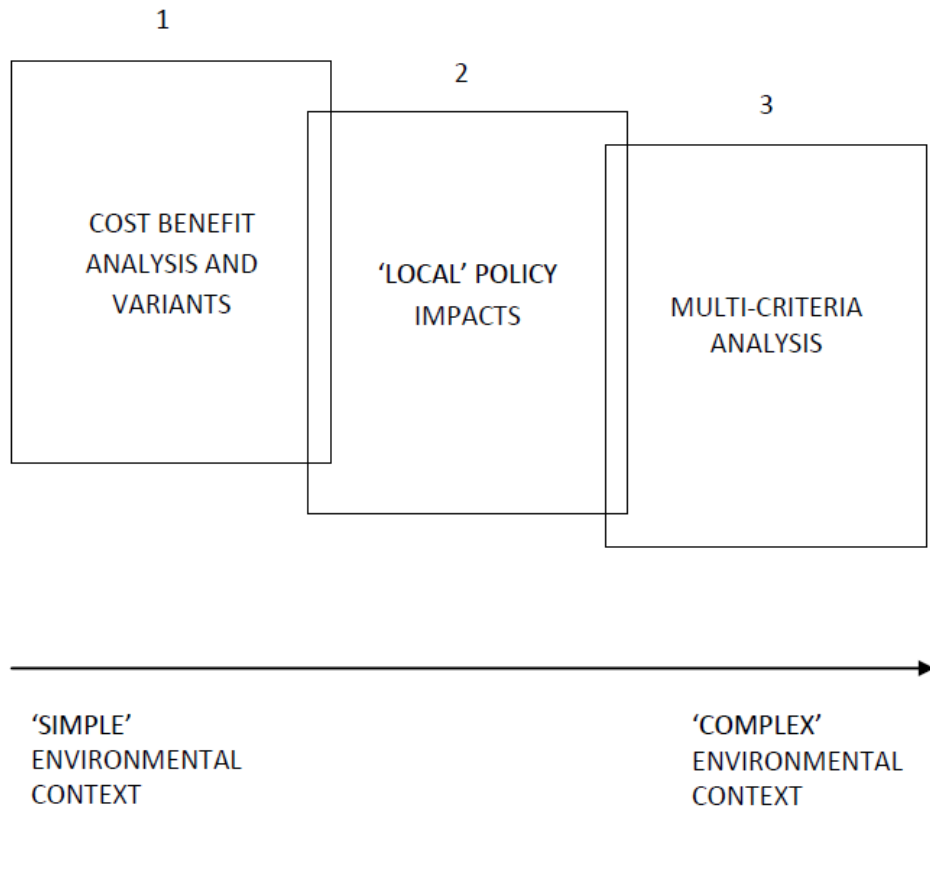 1
2
3
COST BENEFIT
ANALYSIS AND
VARIANTS
‘LOCAL’ POLICY
IMPACTS
MULTI-CRITERIA
ANALYSIS
‘SIMPLE’
ENVIRONMENTAL
CONTEXT
‘COMPLEX’
ENVIRONMENTAL
CONTEXT